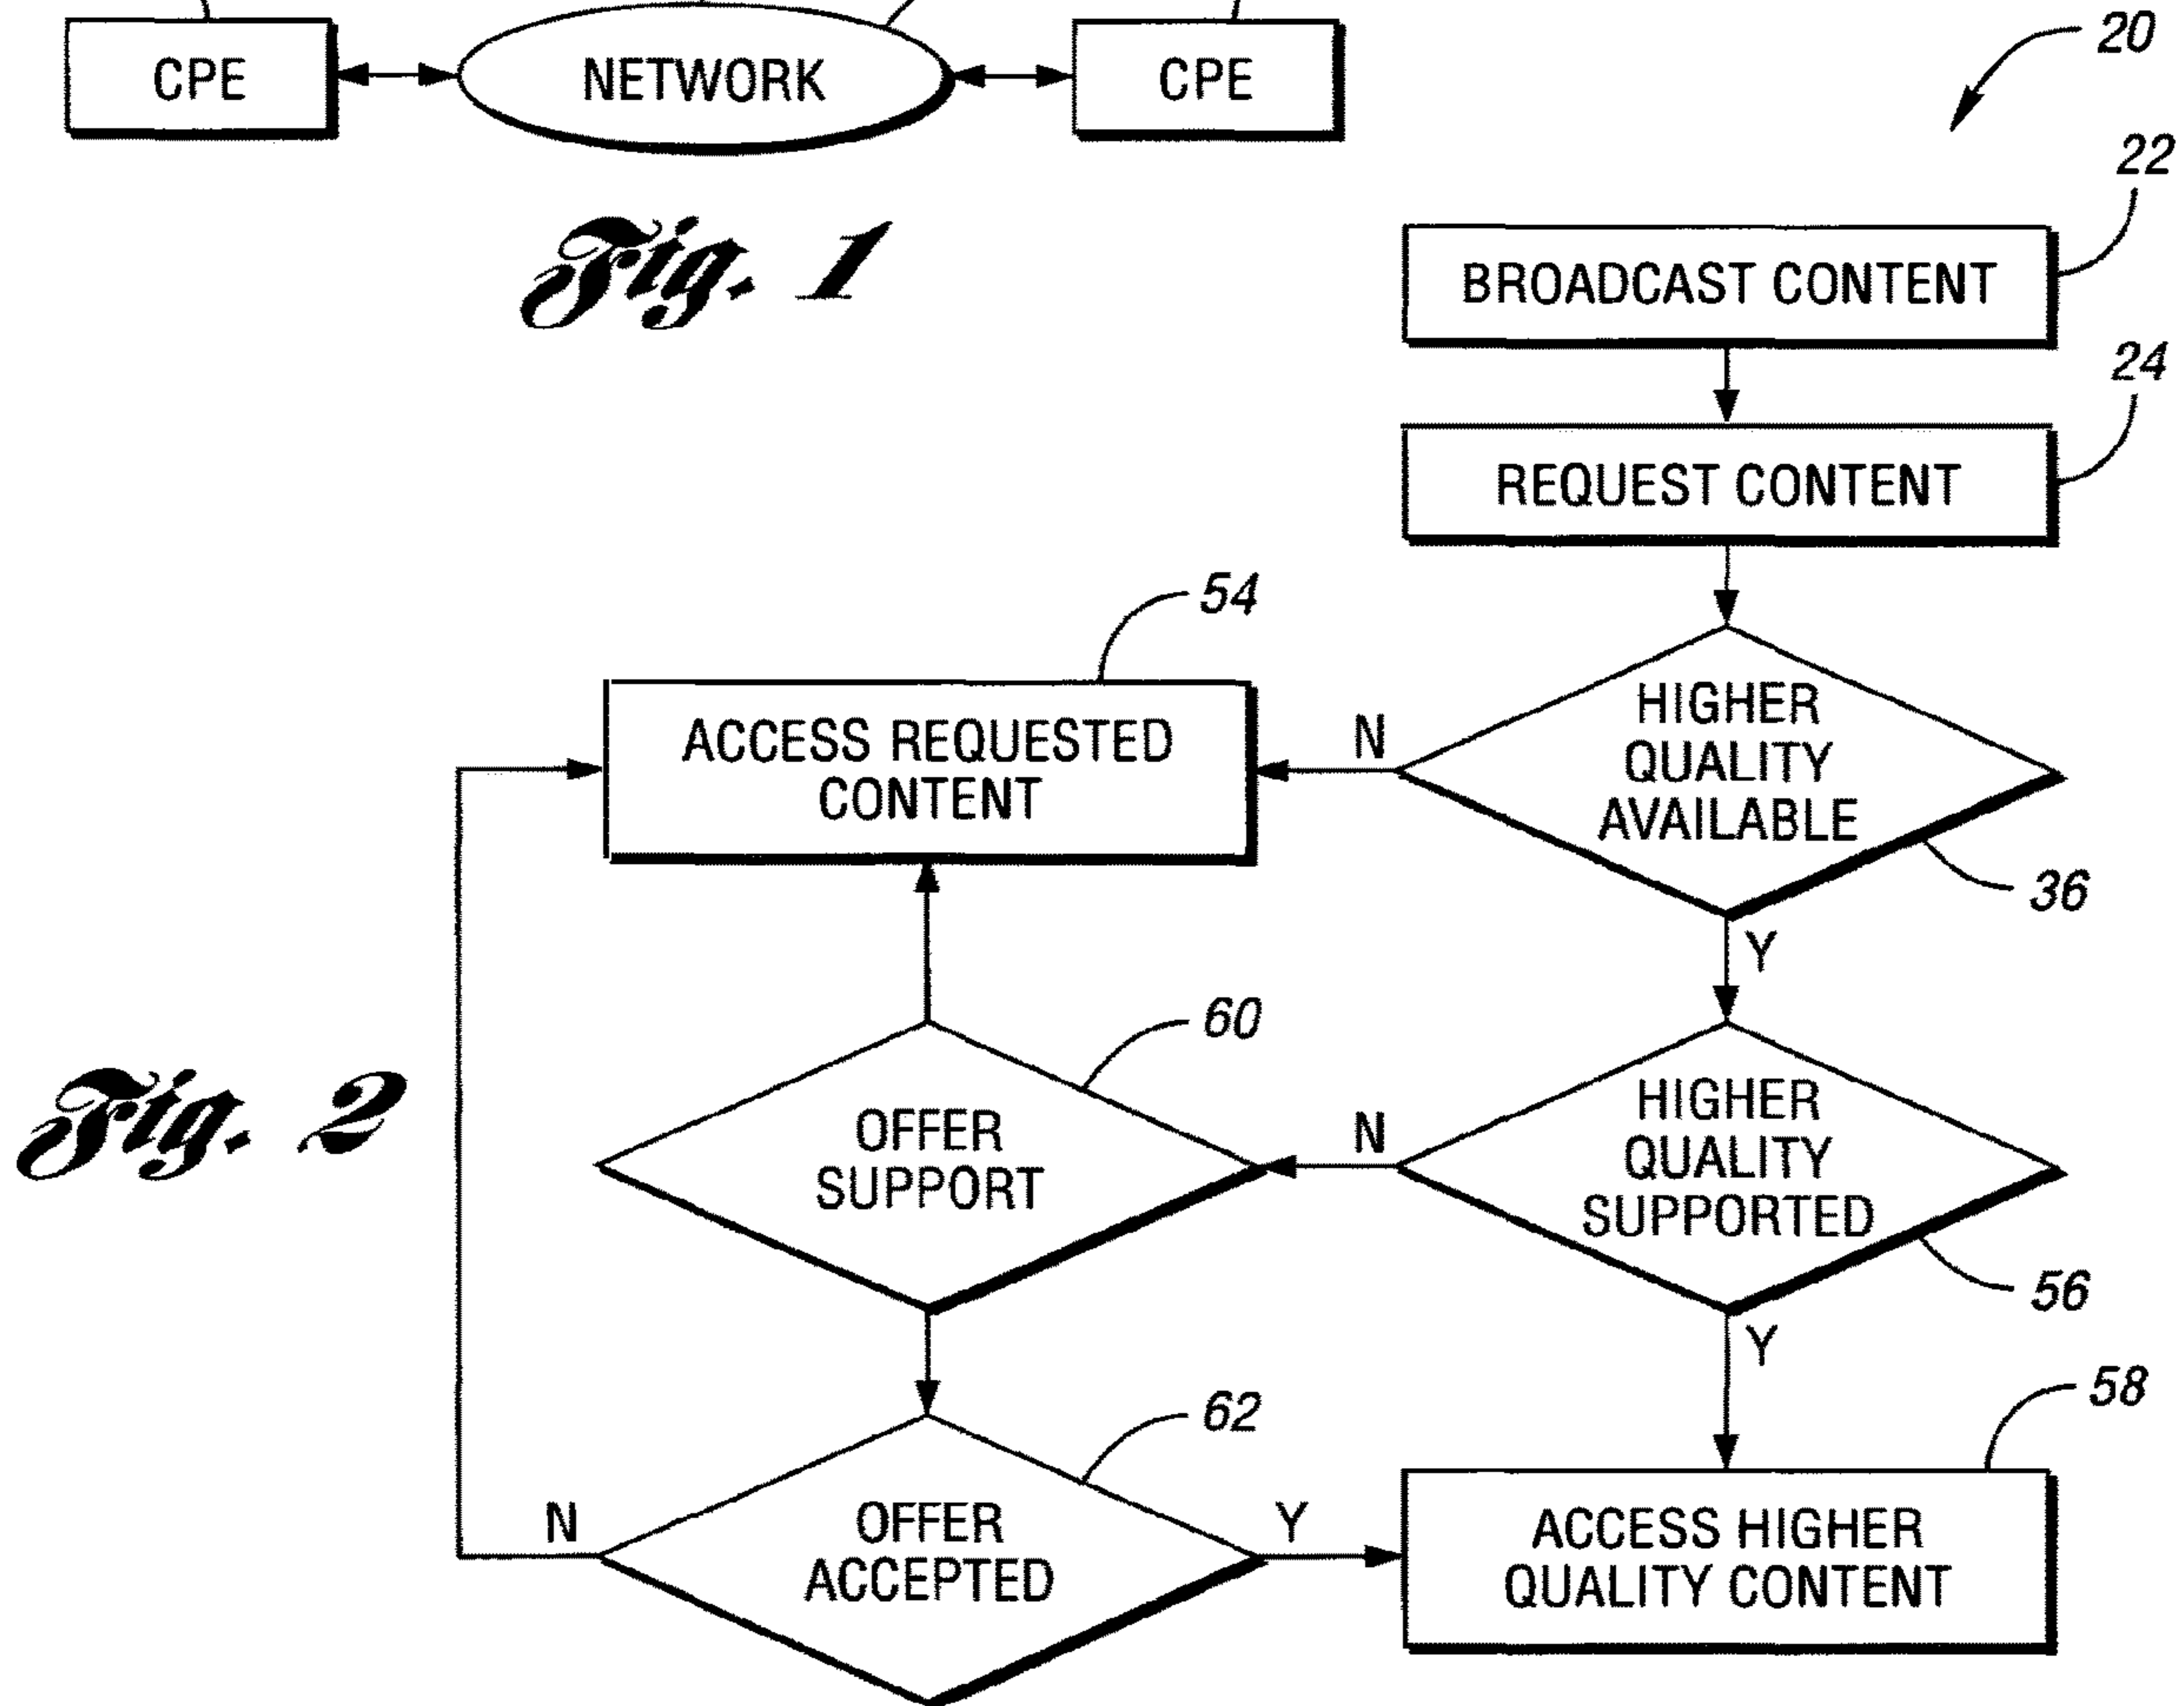 CPE
NETWORK
CPE
20
Fig. 1
22
BROADCAST CONTENT
24
REQUEST CONTENT
54
ACCESS REQUESTED
CONTENT
N
HIGHER
QUALITY
AVAILABLE
36
Y
Fig. 2
60
OFFER
SUPPORT
N
HIGHER
QUALITY
SUPPORTED
56
Y
62
58
N
OFFER
ACCEPTED
Y
ACCESS HIGHER
QUALITY CONTENT